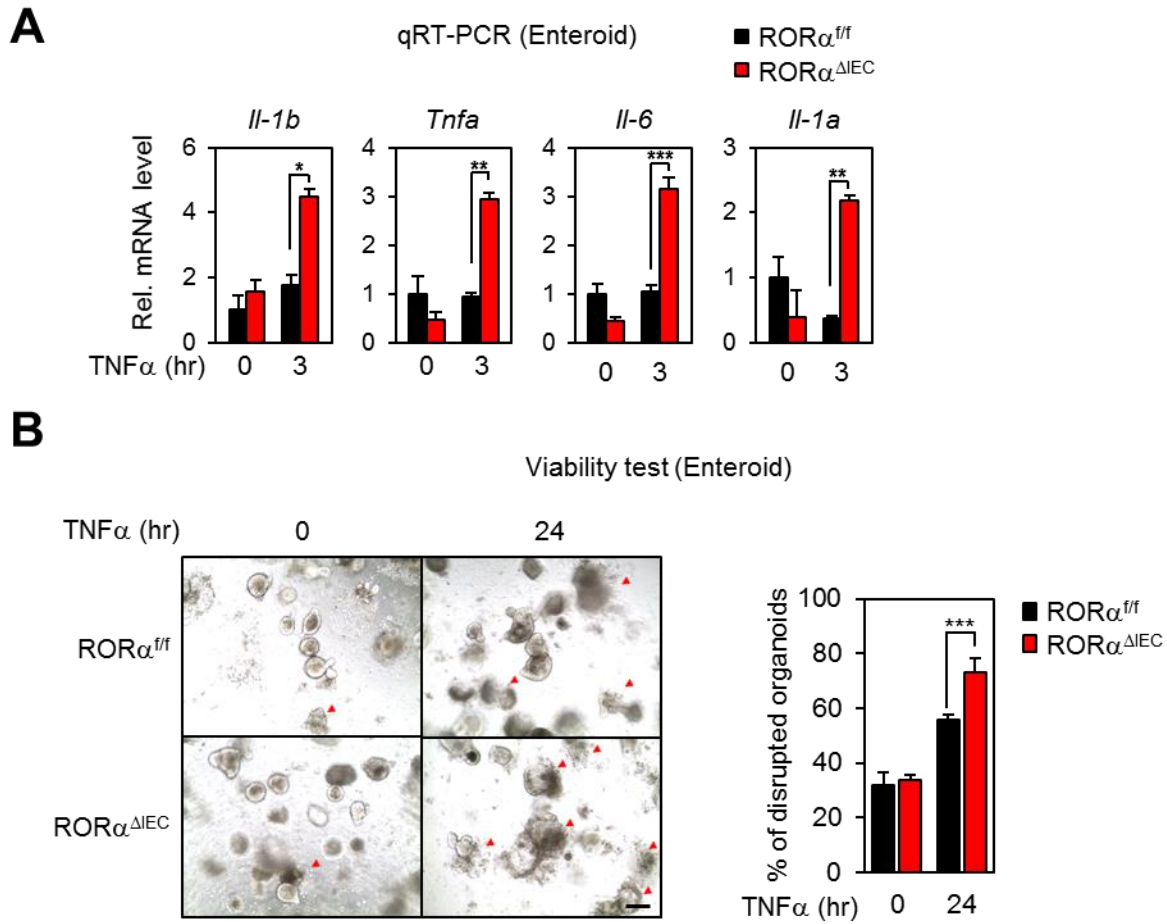 A
qRT-PCR (Enteroid)
RORα^f/f
RORα^ΔIEC
Il-1b
Tnfa
Il-6
Il-1a
Rel. mRNA level
6
4
2
0
*
4
3
2
1
0
**
4
3
2
1
0
***
3
2
1
0
**
TNFα (hr)
0 3
0 3
0 3
0 3
B
Viability test (Enteroid)
TNFα (hr) 0 24
RORα^f/f
RORα^ΔIEC
% of disrupted organoids
100
80
60
40
20
0
***
RORα^f/f
RORα^ΔIEC
TNFα (hr) 0 24